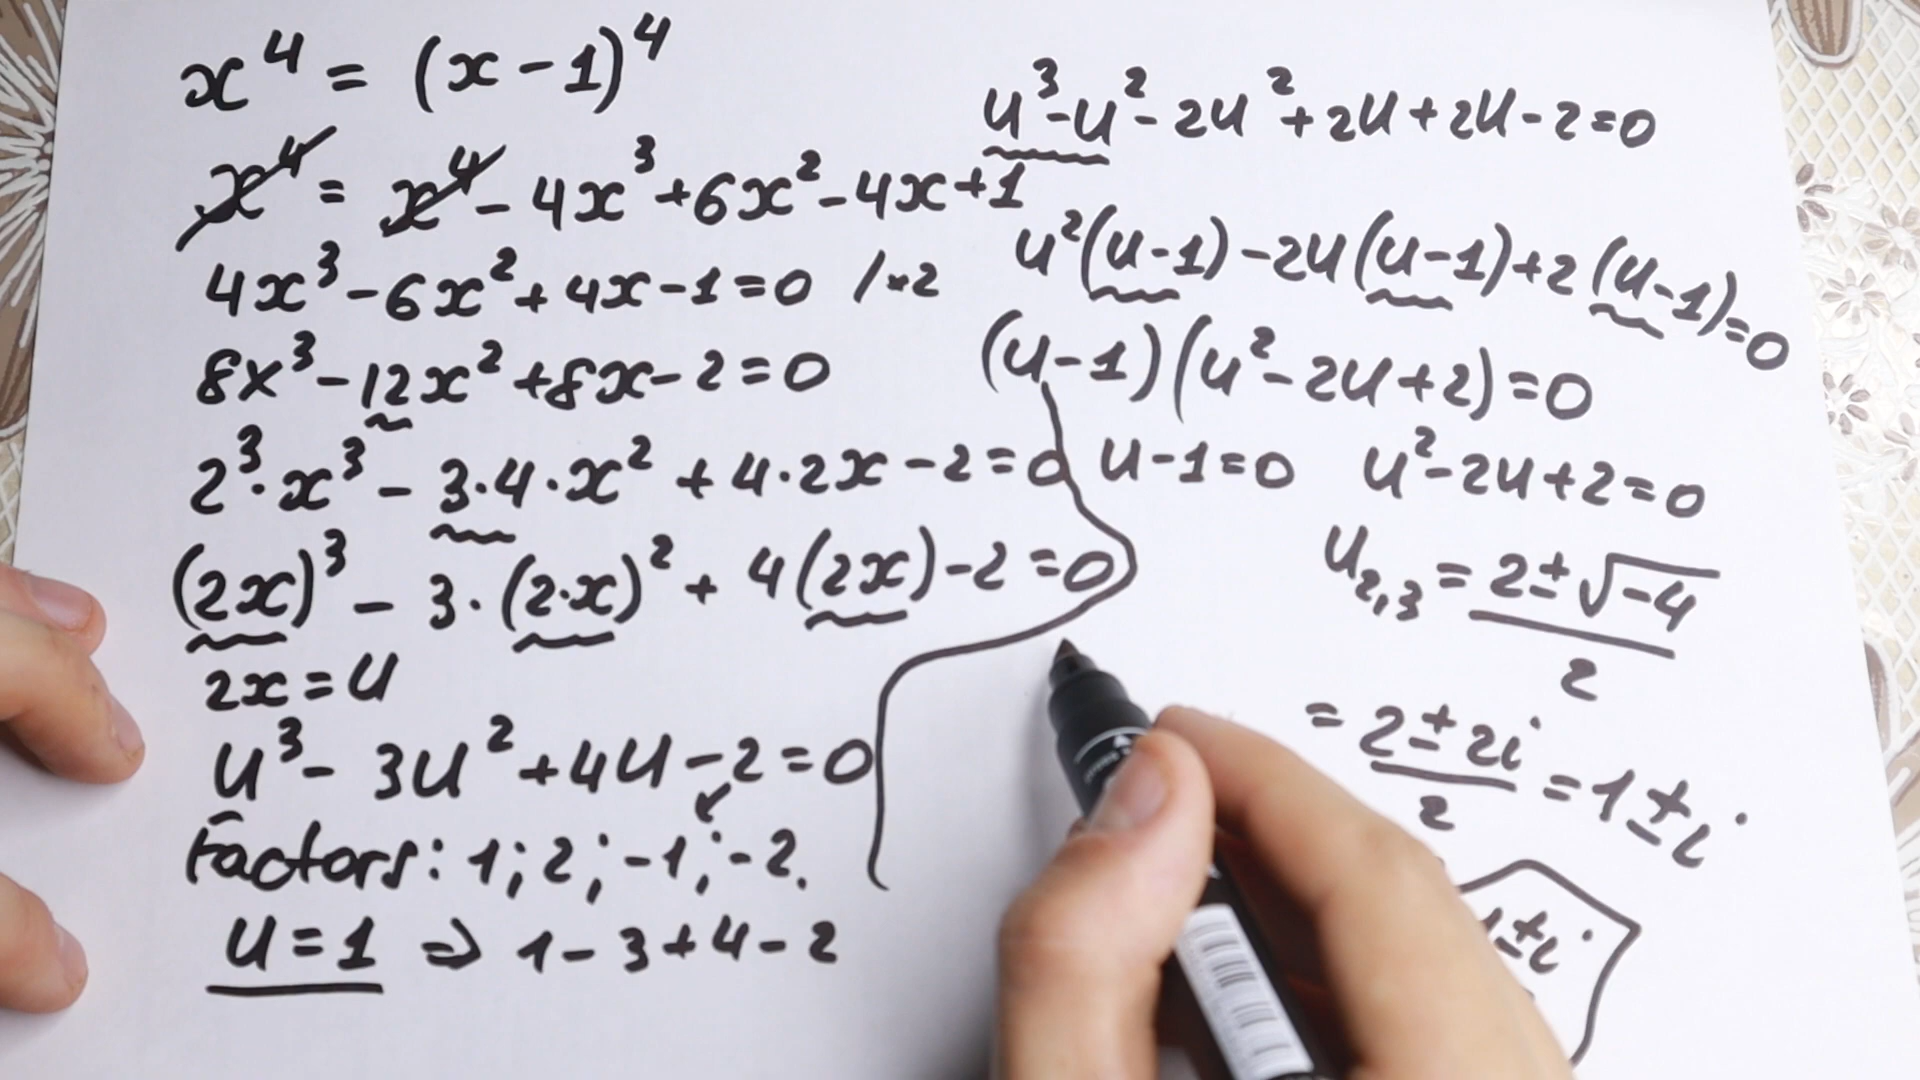 x⁴ = (x-1)⁴
x⁴ = x⁴ - 4x³ + 6x² - 4x + 1
4x³ - 6x² + 4x - 1 = 0 /·2
8x³ - 12x² + 8x - 2 = 0
2³·x³ - 3·4·x² + 4·2x - 2 = 0
(2x)³ - 3·(2·x)² + 4(2x) - 2 = 0
2x = u
u³ - 3u² + 4u - 2 = 0
Factors: 1; 2; -1; -2.
u = 1 ⇒ 1 - 3 + 4 - 2
u³ - u² - 2u² + 2u + 2u - 2 = 0
u²(u-1) - 2u(u-1) + 2(u-1) = 0
(u-1)(u² - 2u + 2) = 0
u - 1 = 0 u² - 2u + 2 = 0
u₂,₃ = (2 ± √-4)/2
= (2 ± 2i)/2 = 1 ± i
1 ± i